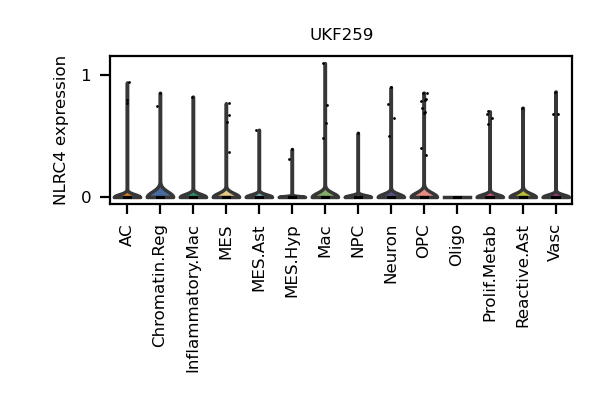 UKF259
NLRC4 expression
1
0
AC
Chromatin.Reg
Inflammatory.Mac
MES
MES.Ast
MES.Hyp
Mac
NPC
Neuron
OPC
Oligo
Prolif.Metab
Reactive.Ast
Vasc